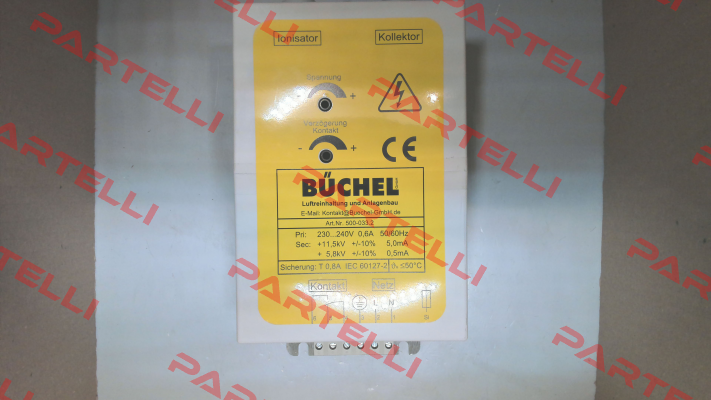 Ionisator Kollektor
Spannung
- +
Verzögerung
Kontakt
- +
CE
BÜCHEL
Luftreinhaltung und Anlagenbau
E-Mail: Kontakt@Buechel-GmbH.de
Art.Nr. 500-033.2
Pri: 230...240V 0,6A 50/60Hz
Sec: +11,5kV +/-10% 5,0mA
+ 5,8kV +/-10% 0,5mA
Sicherung: T 0,8A IEC 60127-2 ≤50°C
Kontakt Netz
L N
PARTELLI
PARTELLI
PARTELLI
PARTELLI
PARTELLI
PARTELLI
PARTELLI